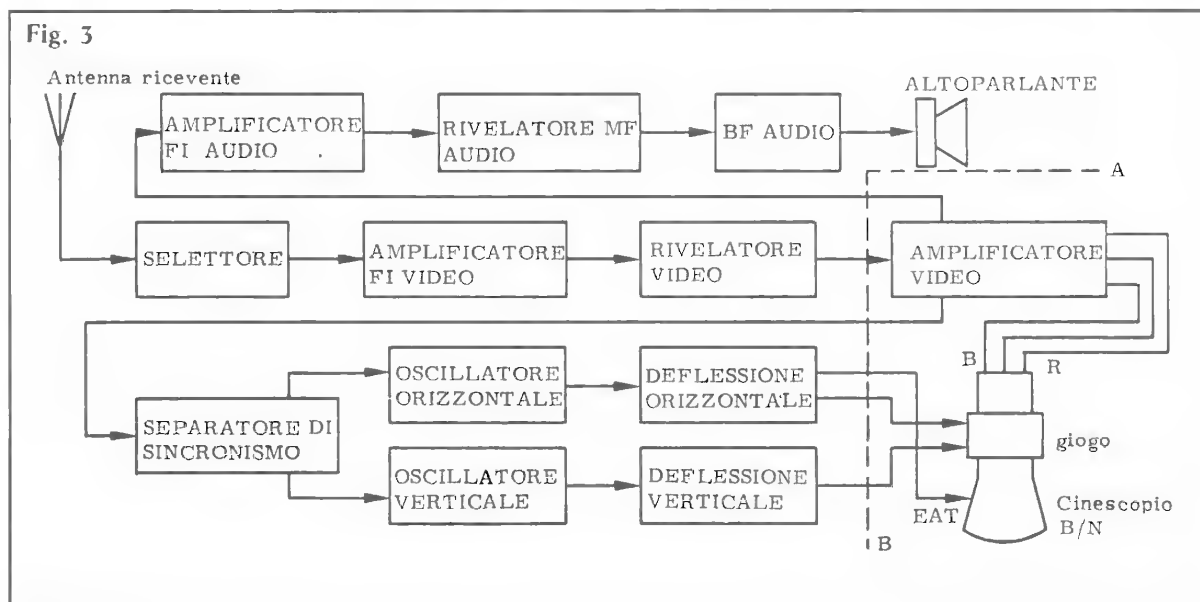 Fig. 3
Antenna ricevente
AMPLIFICATORE
FI AUDIO
RIVELATORE MF
AUDIO
BF AUDIO
ALTOPARLANTE
A
SELETTORE
AMPLIFICATORE
FI VIDEO
RIVELATORE
VIDEO
AMPLIFICATORE
VIDEO
B
R
SEPARATORE DI
SINCRONISMO
OSCILLATORE
ORIZZONTALE
DEFLESSIONE
ORIZZONTALE
giogo
OSCILLATORE
VERTICALE
DEFLESSIONE
VERTICALE
EAT
Cinescopio
B/N
B